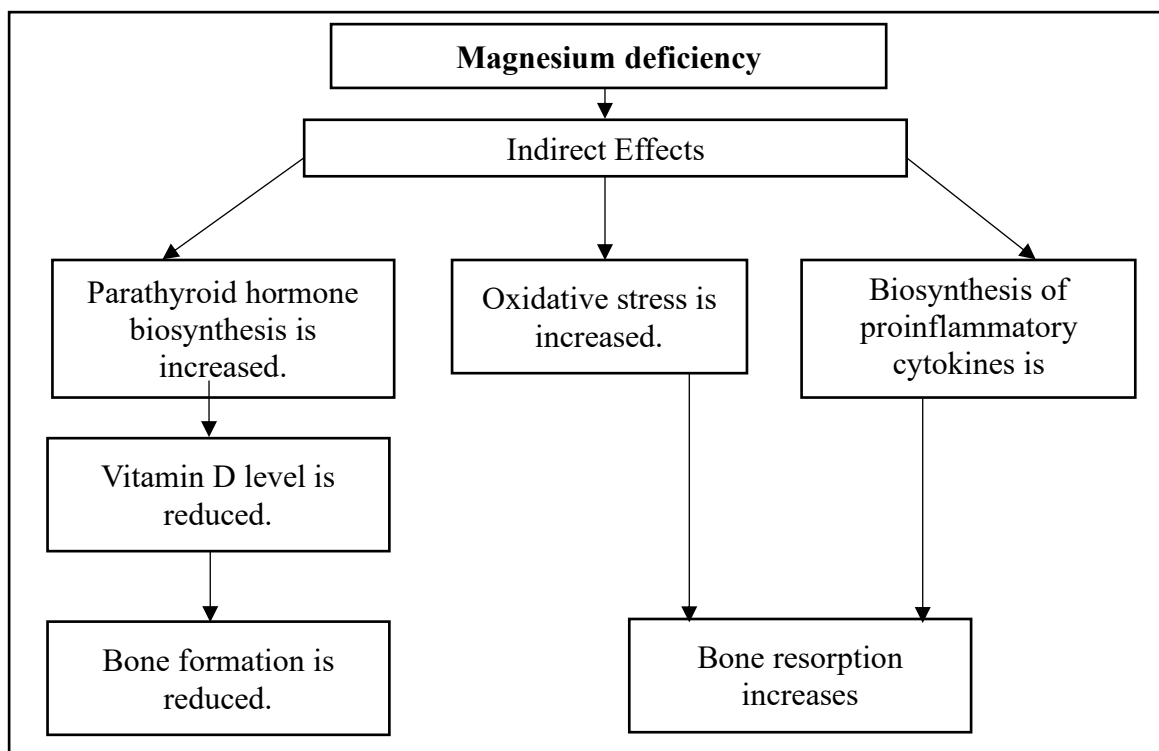 Magnesium deficiency
Indirect Effects
Parathyroid hormone
biosynthesis is
increased.
Oxidative stress is
increased.
Biosynthesis of
proinflammatory
cytokines is
Vitamin D level is
reduced.
Bone formation is
reduced.
Bone resorption
increases